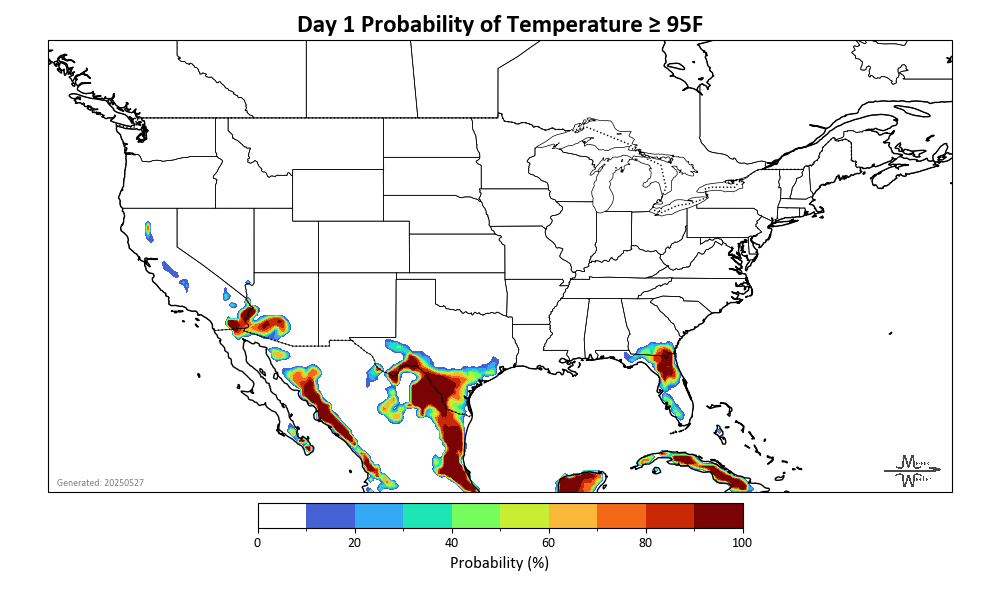 Day 1 Probability of Temperature ≥ 95F
Generated: 20250527
0 20 40 60 80 100
Probability (%)